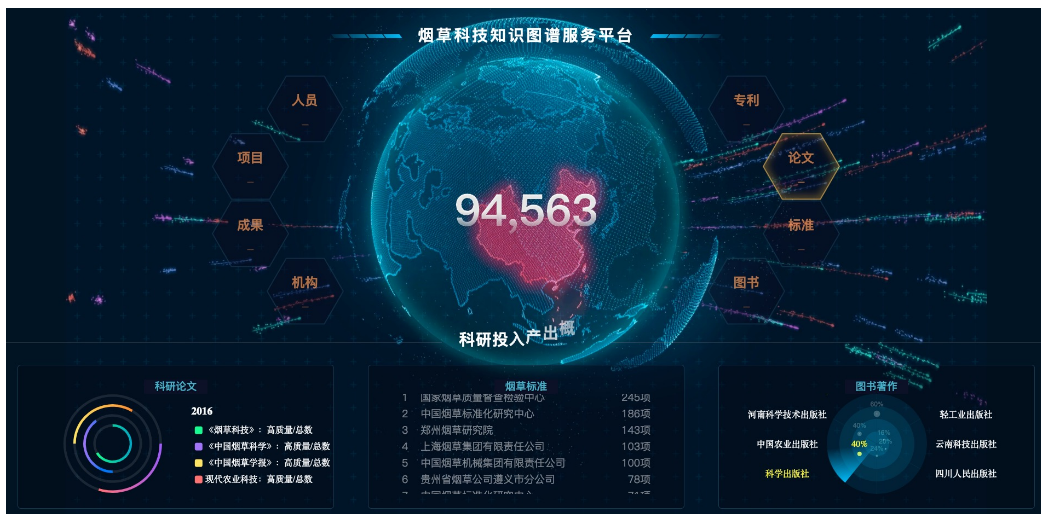 烟草科技知识图谱服务平台
人员
专利
项目
论文
成果
标准
机构
图书
94,563
科研投入产出概
科研论文
2016
《烟草科技》：高质量/总数
《中国烟草科学》：高质量/总数
《中国烟草学报》：高质量/总数
现代农业科技：高质量/总数
烟草标准
1 国家烟草质量督查检验中心 245项
2 中国烟草标准化研究中心 186项
3 郑州烟草研究院 143项
4 上海烟草集团有限责任公司 103项
5 中国烟草机械集团有限责任公司 100项
6 贵州省烟草公司遵义市分公司 78项
图书著作
60%
河南科学技术出版社
轻工业出版社
40%
16%
中国农业出版社
40%
20%
24%
云南科技出版社
科学出版社
四川人民出版社